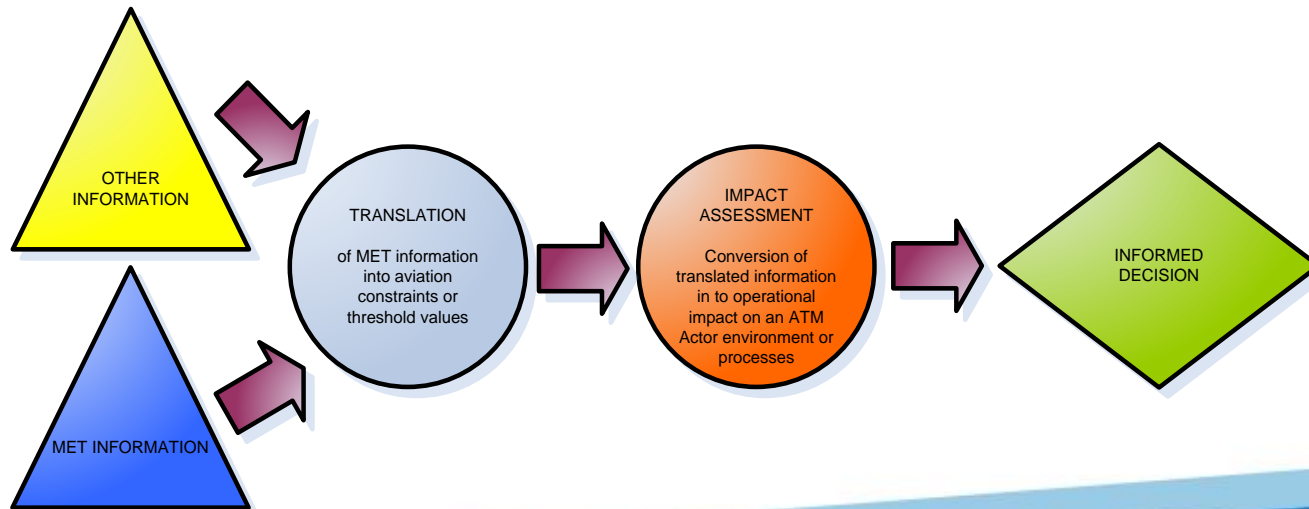 OTHER
INFORMATION
MET INFORMATION
TRANSLATION
of MET information
into aviation
constraints or
threshold values
IMPACT
ASSESSMENT
Conversion of
translated information
in to operational
impact on an ATM
Actor environment or
processes
INFORMED
DECISION